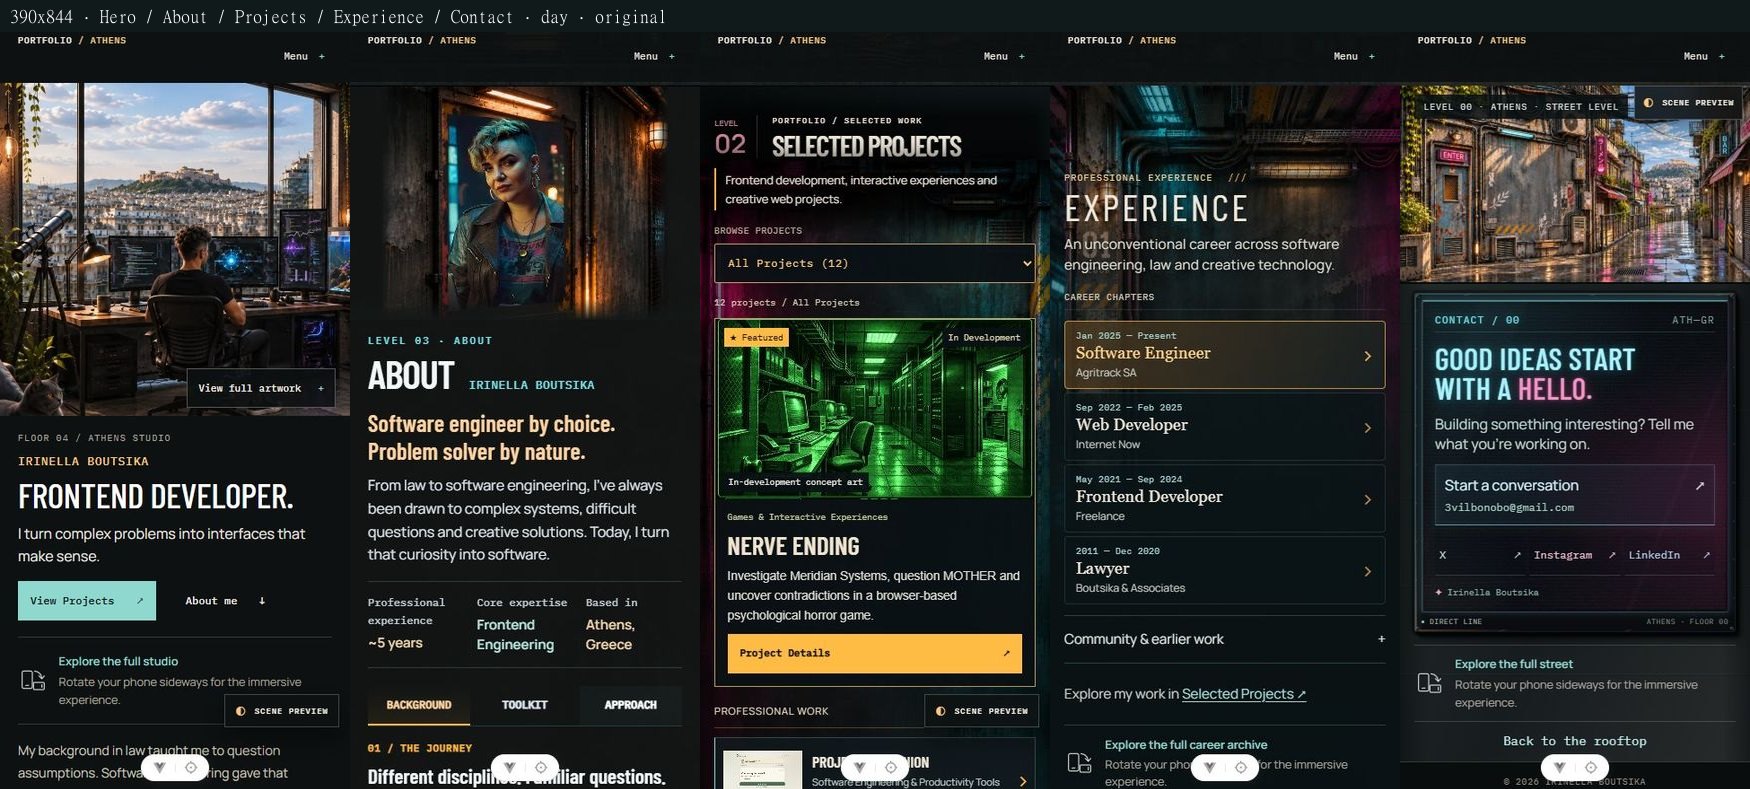 390x844 · Hero / About / Projects / Experience / Contact · day · original
PORTFOLIO / ATHENS
Menu +
View full artwork +
FLOOR 04 / ATHENS STUDIO
IRINELLA BOUTSIKA
FRONTEND DEVELOPER.
I turn complex problems into interfaces that
make sense.
View Projects ↗
About me ↓
Explore the full studio
Rotate your phone sideways for the immersive
experience.
SCENE PREVIEW
My background in law taught me to question
assumptions.
gave that
PORTFOLIO / ATHENS
Menu +
LEVEL 03 · ABOUT
ABOUT IRINELLA BOUTSIKA
Software engineer by choice.
Problem solver by nature.
From law to software engineering, I've always
been drawn to complex systems, difficult
questions and creative solutions. Today, I turn
that curiosity into software.
Professional
experience
~5 years
Core expertise
Frontend
Engineering
Based in
Athens,
Greece
BACKGROUND
TOOLKIT
APPROACH
01 / THE JOURNEY
Different familiar questions.
PORTFOLIO / ATHENS
Menu +
LEVEL
02
PORTFOLIO / SELECTED WORK
SELECTED PROJECTS
Frontend development, interactive experiences and
creative web projects.
BROWSE PROJECTS
All Projects (12)
12 projects / All Projects
★ Featured
In Development
In-development concept art
Games & Interactive Experiences
NERVE ENDING
Investigate Meridian Systems, question MOTHER and
uncover contradictions in a browser-based
psychological horror game.
Project Details ↗
PROFESSIONAL WORK
SCENE PREVIEW
Software Engineering & Productivity Tools
PORTFOLIO / ATHENS
Menu +
PROFESSIONAL EXPERIENCE ///
EXPERIENCE
01
An unconventional career across software
engineering, law and creative technology.
CAREER CHAPTERS
Jan 2025 — Present
Software Engineer
Agritrack SA
Sep 2022 — Feb 2025
Web Developer
Internet Now
May 2021 — Sep 2024
Frontend Developer
Freelance
2011 — Dec 2020
Lawyer
Boutsika & Associates
Community & earlier work +
Explore my work in Selected Projects ↗
Explore the full career archive
Rotate your phone for the immersive
experience.
PORTFOLIO / ATHENS
Menu +
LEVEL 00 · ATHENS · STREET LEVEL
SCENE PREVIEW
ENTER
BAR
CONTACT / 00
ATH—GR
GOOD IDEAS START
WITH A HELLO.
Building something interesting? Tell me
what you're working on.
Start a conversation ↗
3vilbonobo@gmail.com
X ↗
Instagram ↗
LinkedIn ↗
✦ Irinella Boutsika
• DIRECT LINE
ATHENS · FLOOR 00
Explore the full street
Rotate your phone sideways for the immersive
experience.
Back to the rooftop
© 2026 IRINELLA BOUTSIKA